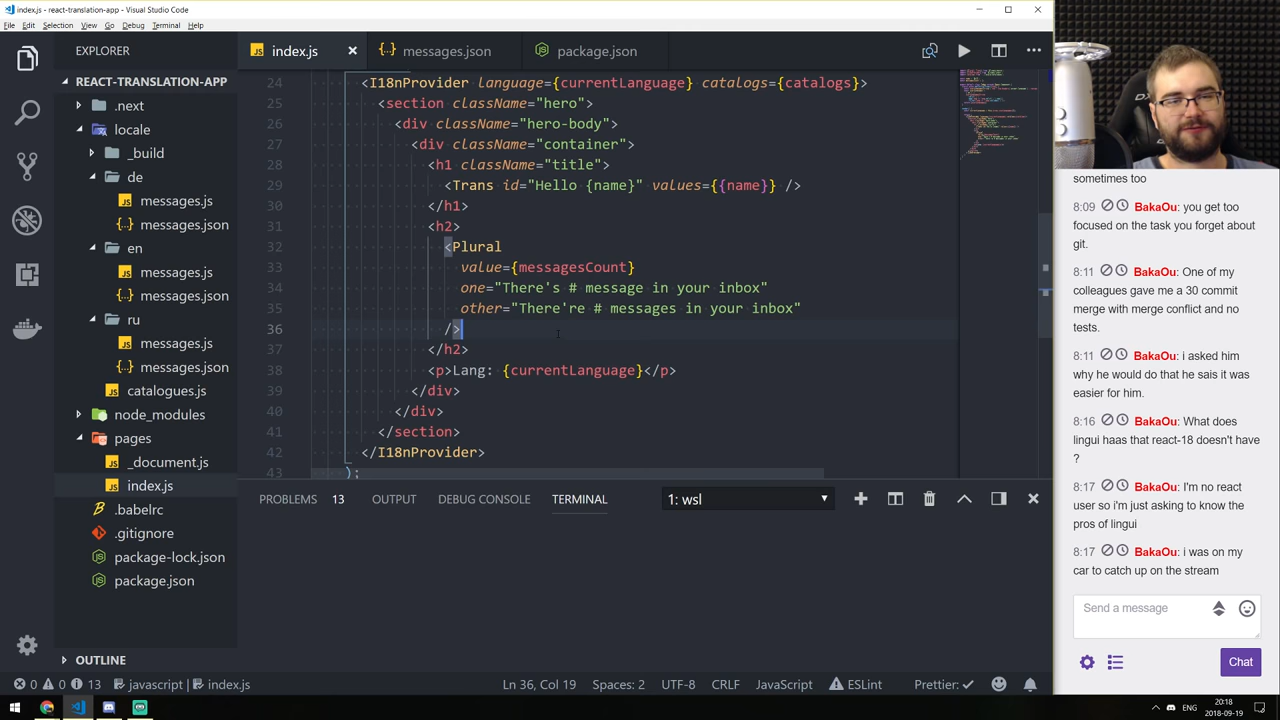 index.js - react-translation-app - Visual Studio Code
File Edit Selection View Go Debug Terminal Help
EXPLORER
REACT-TRANSLATION-APP
.next
locale
_build
de
messages.js
messages.json
en
messages.js
messages.json
ru
messages.js
messages.json
catalogues.js
node_modules
pages
_document.js
index.js
.babelrc
.gitignore
package-lock.json
package.json
OUTLINE
index.js
messages.json
package.json
24 <I18nProvider language={currentLanguage} catalogs={catalogs}>
25 <section className="hero">
26 <div className="hero-body">
27 <div className="container">
28 <h1 className="title">
29 <Trans id="Hello {name}" values={{name}} />
30 </h1>
31 <h2>
32 <Plural
33 value={messagesCount}
34 one="There's # message in your inbox"
35 other="There're # messages in your inbox"
36 />
37 </h2>
38 <p>Lang: {currentLanguage}</p>
39 </div>
40 </div>
41 </section>
42 </I18nProvider>
43 );
PROBLEMS 13 OUTPUT DEBUG CONSOLE TERMINAL 1: wsl
0 0 13 javascript | index.js Ln 36, Col 19 Spaces: 2 UTF-8 CRLF JavaScript ESLint Prettier: ✓
sometimes too
8:09 BakaOu: you get too
focused on the task you forget about
git.
8:11 BakaOu: One of my
colleagues gave me a 30 commit
merge with merge conflict and no
tests.
8:11 BakaOu: i asked him
why he would do that he sais it was
easier for him.
8:16 BakaOu: What does
lingui haas that react-18 doesn't have
?
8:17 BakaOu: I'm no react
user so i'm just asking to know the
pros of lingui
8:17 BakaOu: i was on my
car to catch up on the stream
Send a message
Chat
ENG
20:18
2018-09-19